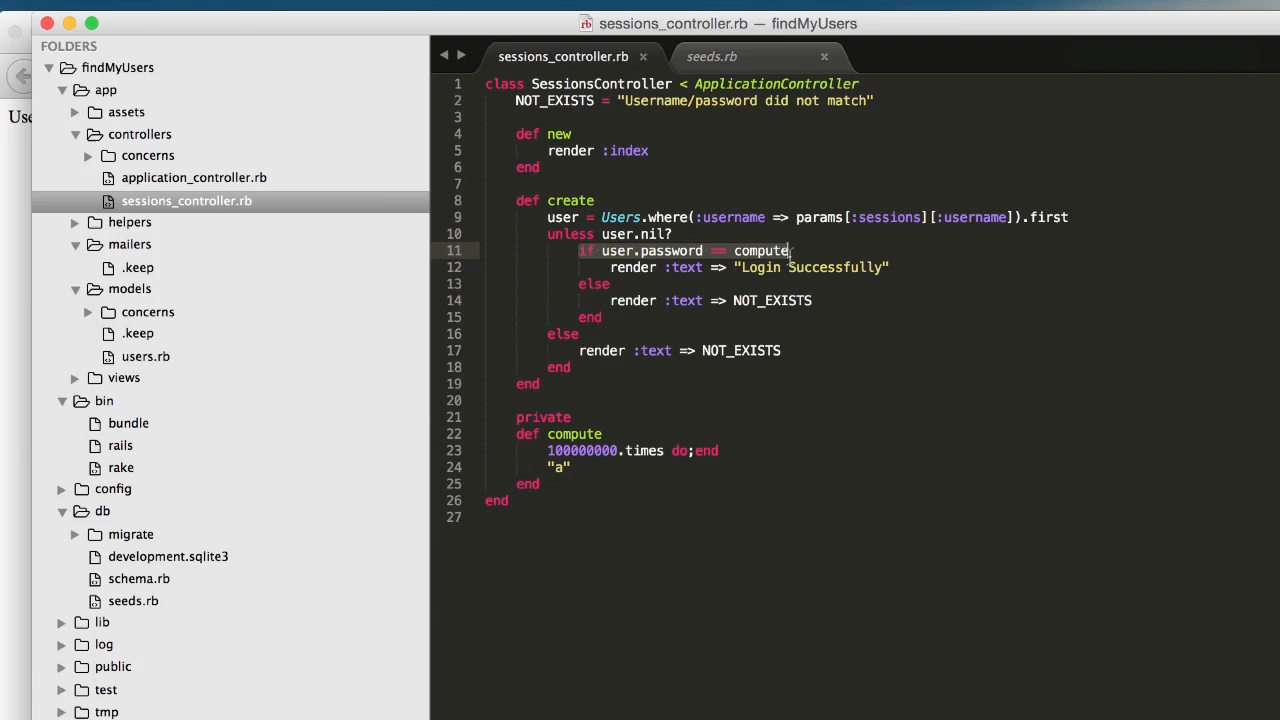 sessions_controller.rb — findMyUsers
FOLDERS
findMyUsers
app
assets
controllers
concerns
application_controller.rb
sessions_controller.rb
helpers
mailers
.keep
models
concerns
.keep
users.rb
views
bin
bundle
rails
rake
config
db
migrate
development.sqlite3
schema.rb
seeds.rb
lib
log
public
test
tmp
sessions_controller.rb × seeds.rb ×
1 class SessionsController < ApplicationController
2 NOT_EXISTS = "Username/password did not match"
3
4 def new
5 render :index
6 end
7
8 def create
9 user = Users.where(:username => params[:sessions][:username]).first
10 unless user.nil?
11 if user.password == compute
12 render :text => "Login Successfully"
13 else
14 render :text => NOT_EXISTS
15 end
16 else
17 render :text => NOT_EXISTS
18 end
19 end
20
21 private
22 def compute
23 100000000.times do;end
24 "a"
25 end
26 end
27